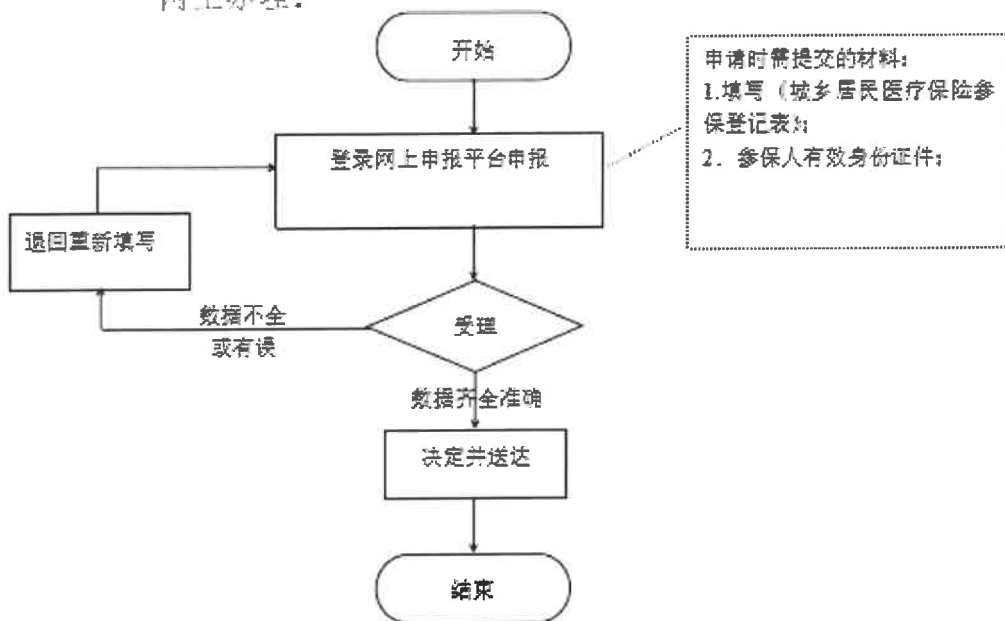 开始
登录网上申报平台申报
申请时需提交的材料：
1.填写《城乡居民医疗保险参
保登记表》；
2. 参保人有效身份证件；
退回重新填写
受理
数据不全
或有误
数据齐全准确
决定并送达
结束